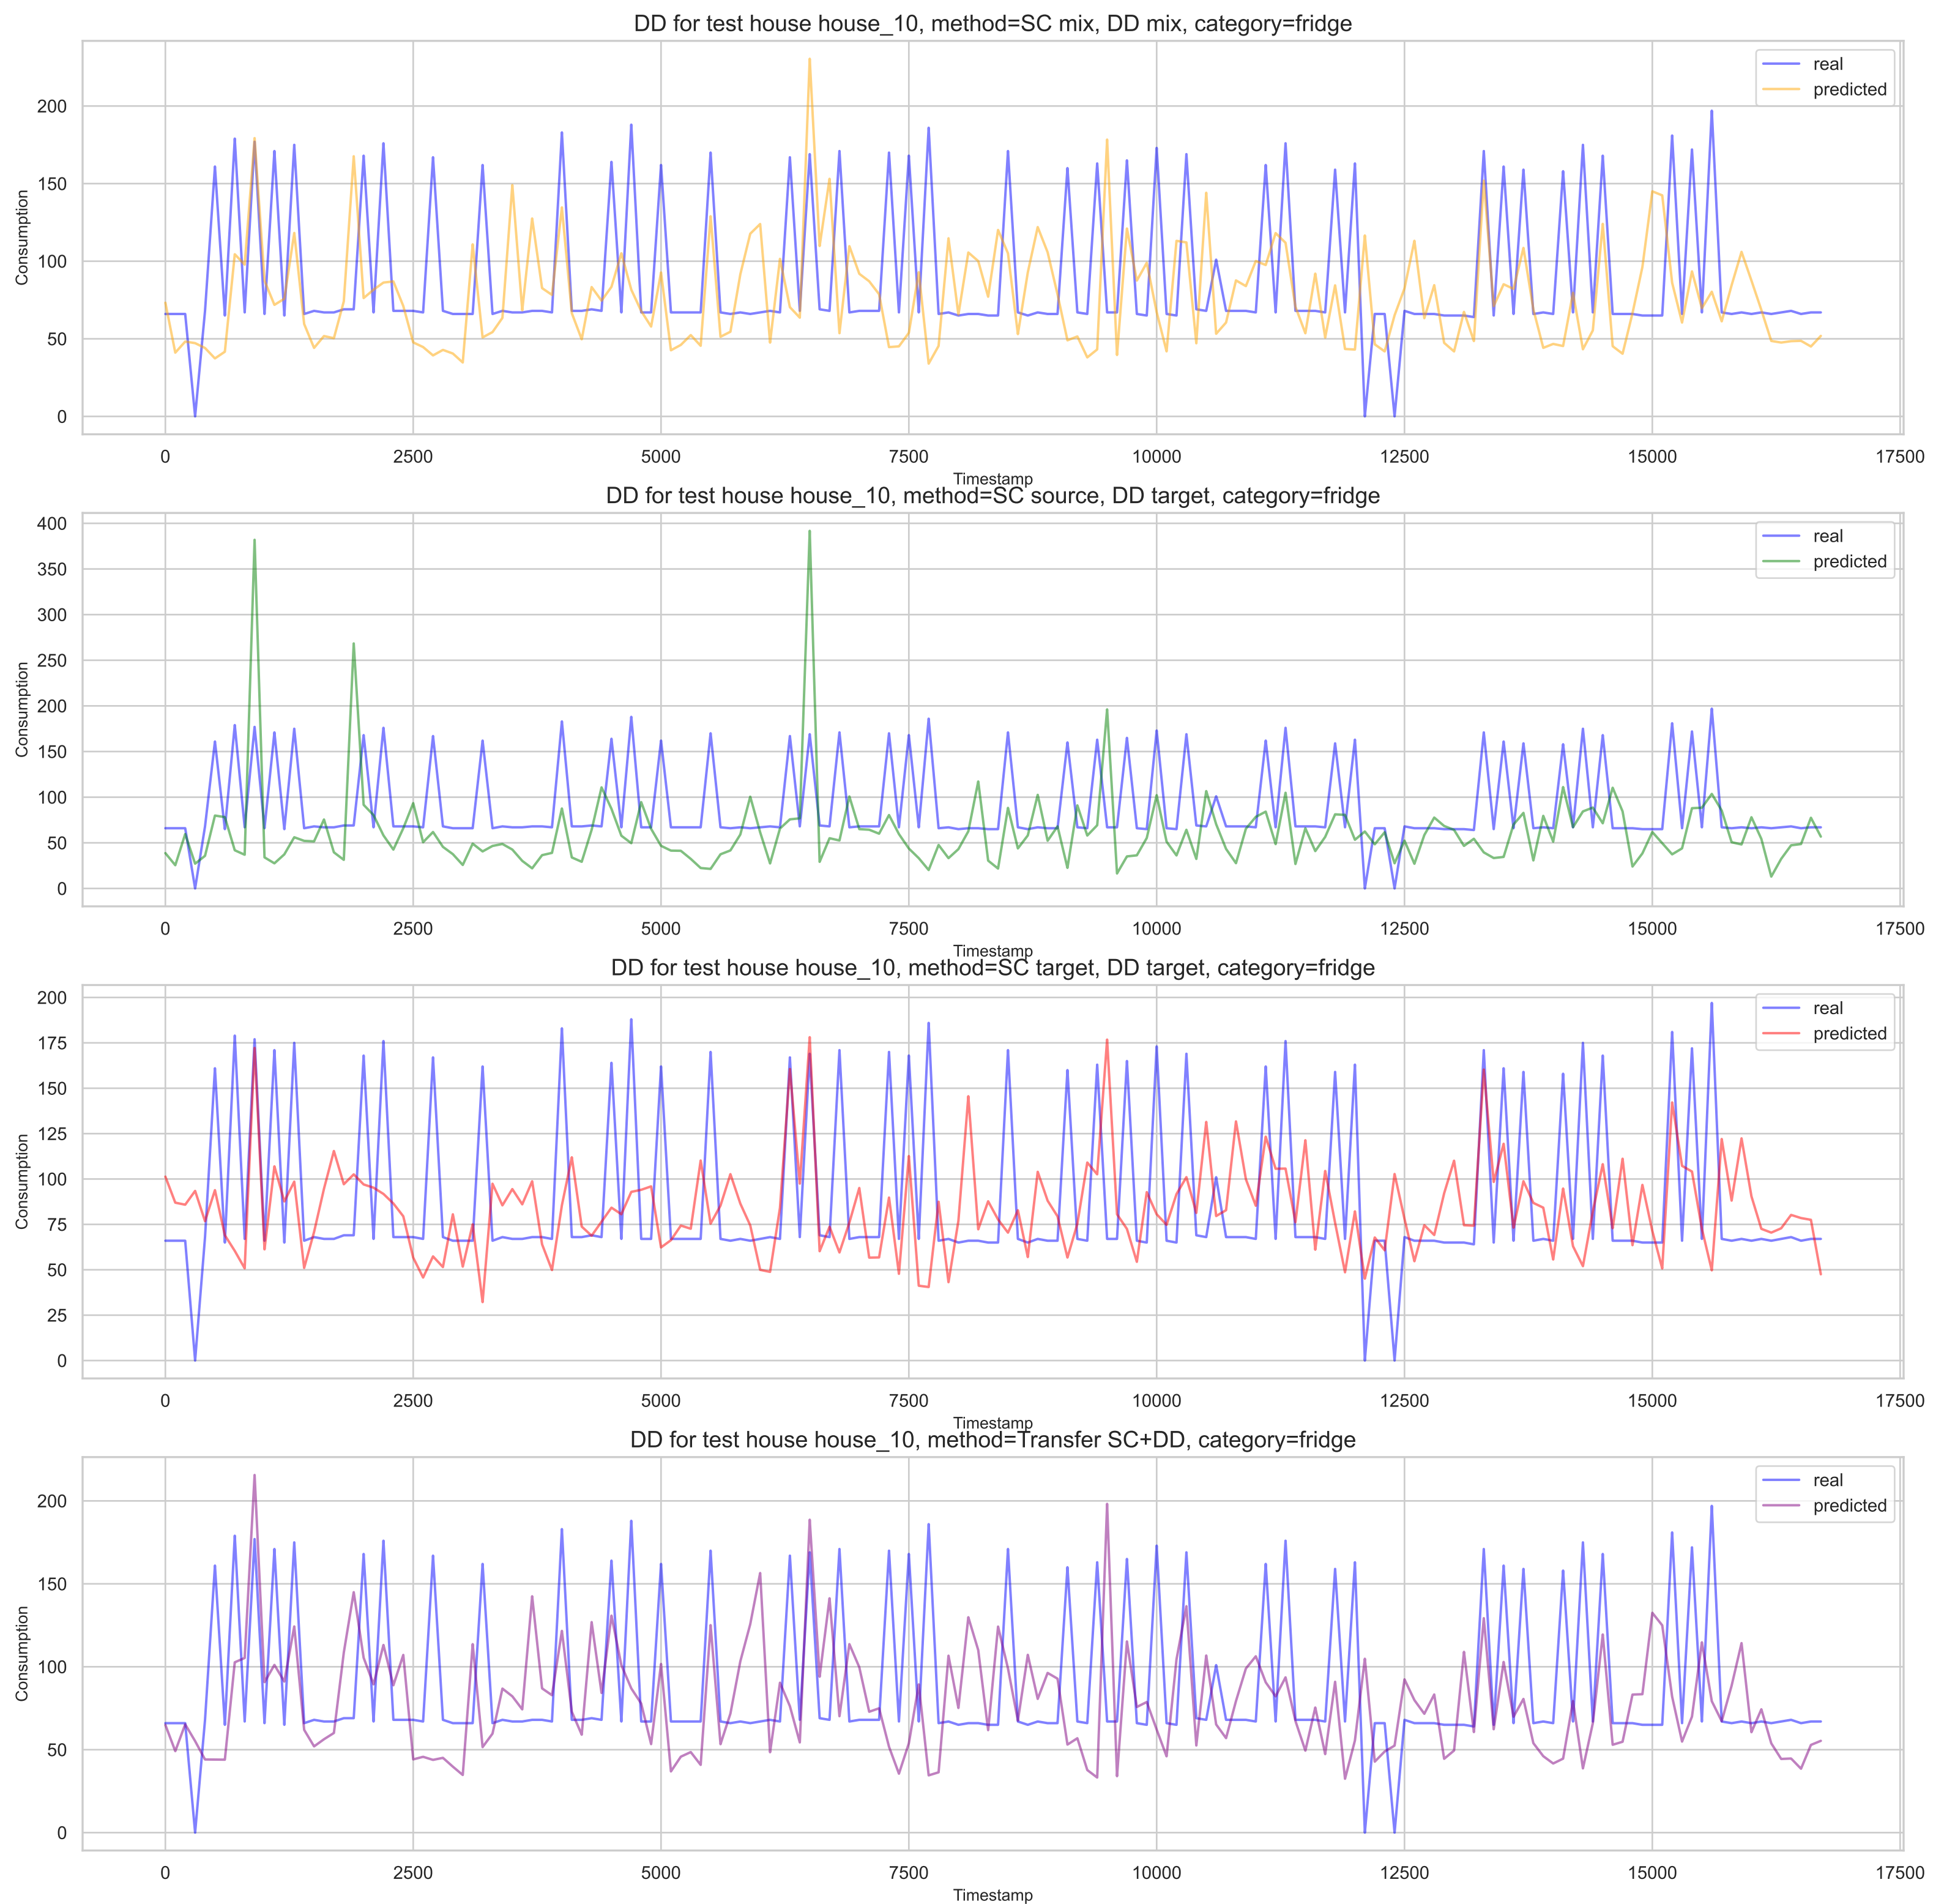 DD for test house house_10, method=SC mix, DD mix, category=fridge
real
predicted
Consumption
200
150
100
50
0
0 2500 5000 7500 10000 12500 15000 17500
Timestamp
DD for test house house_10, method=SC source, DD target, category=fridge
real
predicted
Consumption
400
350
300
250
200
150
100
50
0
0 2500 5000 7500 10000 12500 15000 17500
Timestamp
DD for test house house_10, method=SC target, DD target, category=fridge
real
predicted
Consumption
200
175
150
125
100
75
50
25
0
0 2500 5000 7500 10000 12500 15000 17500
Timestamp
DD for test house house_10, method=Transfer SC+DD, category=fridge
real
predicted
Consumption
200
150
100
50
0
0 2500 5000 7500 10000 12500 15000 17500
Timestamp